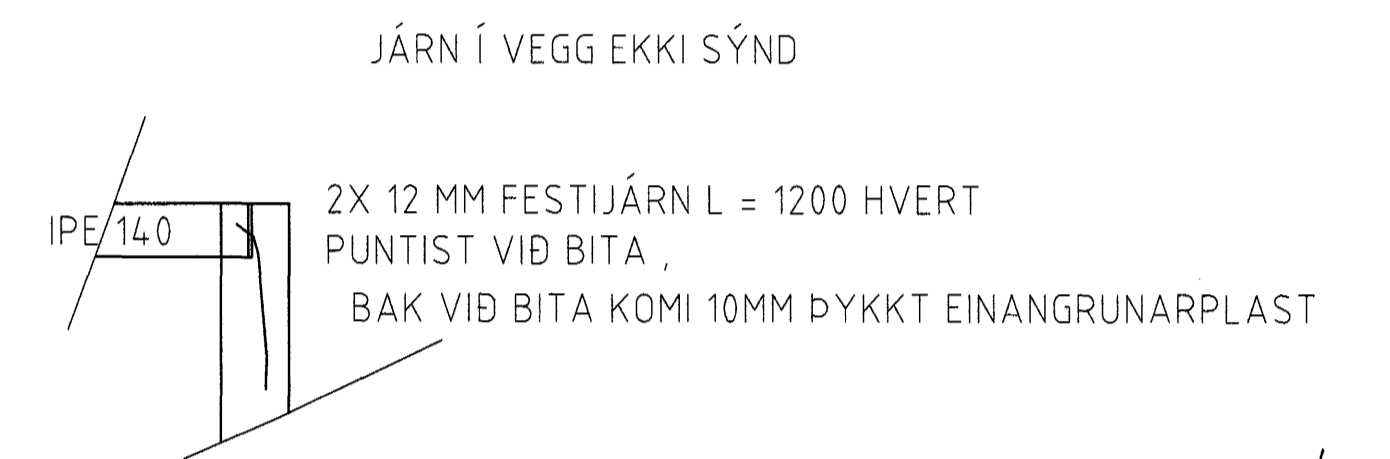 JÁRN Í VEGG EKKI SÝND
2X 12 MM FESTIJÁRN L = 1200 HVERT
IPE 140
PUNTIST VIÐ BITA ,
BAK VIÐ BITA KOMI 10MM ÞYKKT EINANGRUNARPLAST